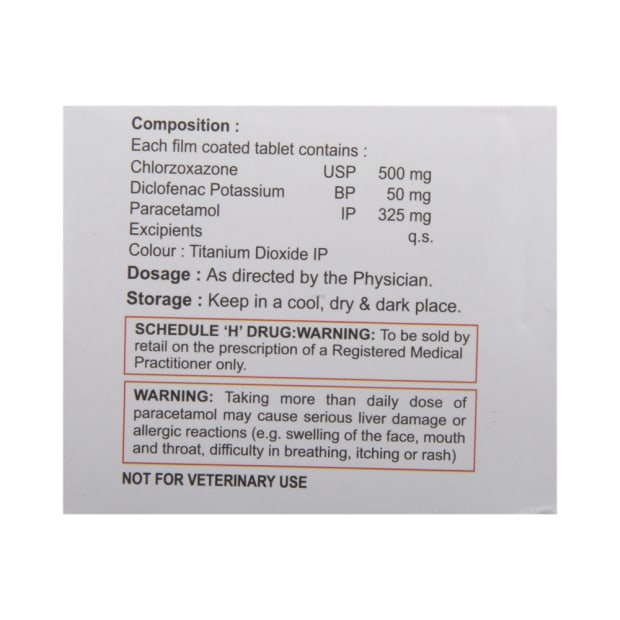 Composition :
Each film coated tablet contains :
Chlorzoxazone USP 500 mg
Diclofenac Potassium BP 50 mg
Paracetamol IP 325 mg
Excipients q.s.
Colour : Titanium Dioxide IP
Dosage : As directed by the Physician.
Storage : Keep in a cool, dry & dark place.
SCHEDULE ‘H’ DRUG:WARNING: To be sold by
retail on the prescription of a Registered Medical
Practitioner only.
WARNING: Taking more than daily dose of
paracetamol may cause serious liver damage or
allergic reactions (e.g. swelling of the face, mouth
and throat, difficulty in breathing, itching or rash)
NOT FOR VETERINARY USE